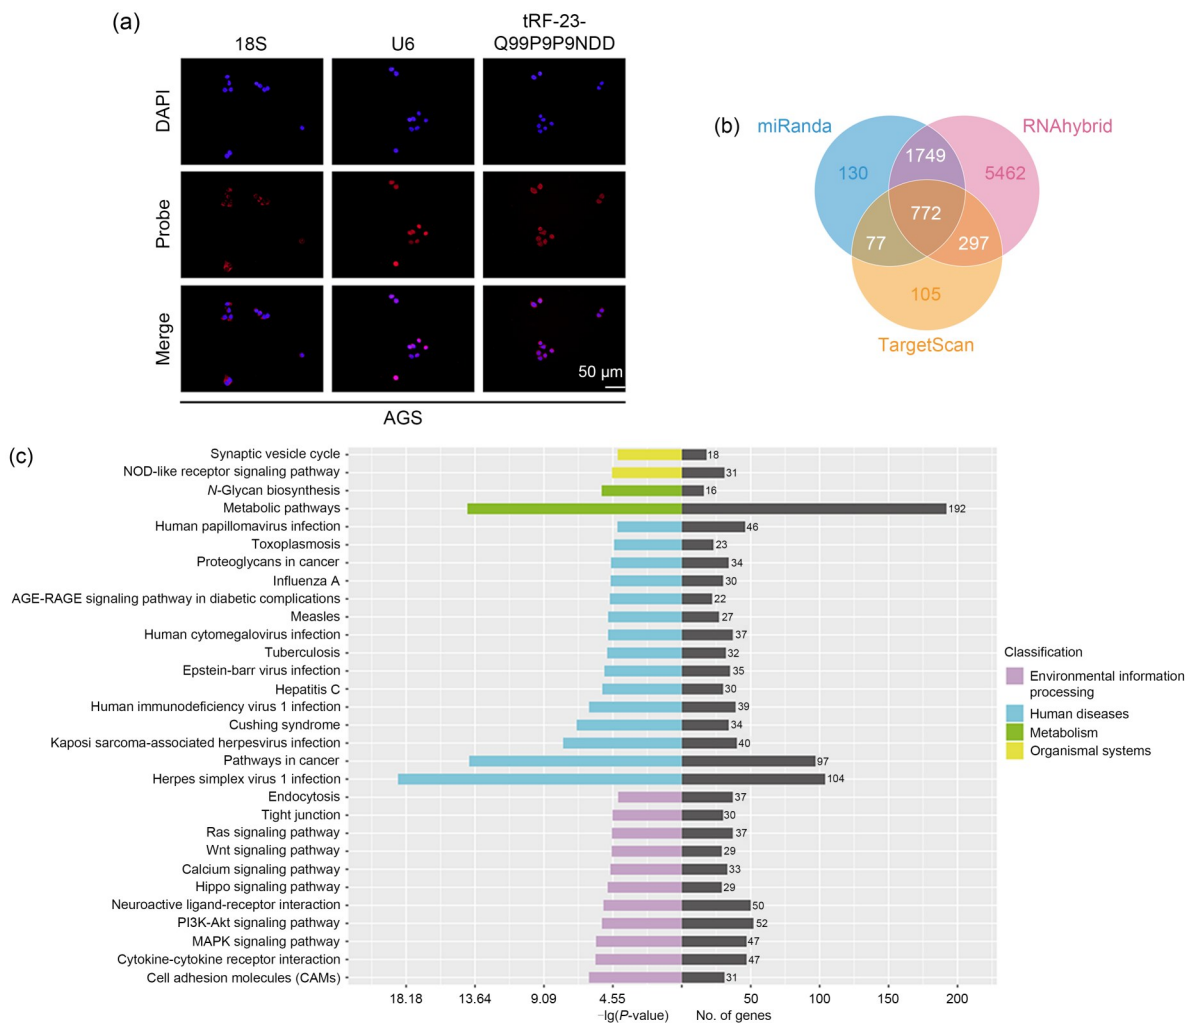 (a)
18S
U6
tRF-23-
Q99P9P9NDD
DAPI
Probe
Merge
50 µm
AGS
(b)
miRanda
RNAhybrid
130
1749
5462
772
77
297
105
TargetScan
(c)
Synaptic vesicle cycle 18
NOD-like receptor signaling pathway 31
N-Glycan biosynthesis 16
Metabolic pathways 192
Human papillomavirus infection 46
Toxoplasmosis 23
Proteoglycans in cancer 34
Influenza A 30
AGE-RAGE signaling pathway in diabetic complications 22
Measles 27
Human cytomegalovirus infection 37
Tuberculosis 32
Epstein-barr virus infection 35
Hepatitis C 30
Human immunodeficiency virus 1 infection 39
Cushing syndrome 34
Kaposi sarcoma-associated herpesvirus infection 40
Pathways in cancer 97
Herpes simplex virus 1 infection 104
Endocytosis 37
Tight junction 30
Ras signaling pathway 37
Wnt signaling pathway 29
Calcium signaling pathway 33
Hippo signaling pathway 29
Neuroactive ligand-receptor interaction 50
PI3K-Akt signaling pathway 52
MAPK signaling pathway 47
Cytokine-cytokine receptor interaction 47
Cell adhesion molecules (CAMs) 31
18.18 13.64 9.09 4.55 50 100 150 200
−lg(P-value) No. of genes
Classification
Environmental information
processing
Human diseases
Metabolism
Organismal systems